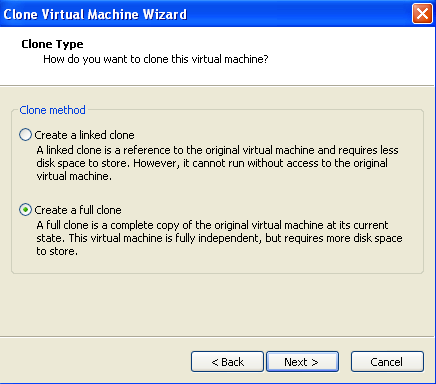 Clone Virtual Machine Wizard
Clone Type
How do you want to clone this virtual machine?
Clone method
Create a linked clone
A linked clone is a reference to the original virtual machine and requires less
disk space to store. However, it cannot run without access to the original
virtual machine.
Create a full clone
A full clone is a complete copy of the original virtual machine at its current
state. This virtual machine is fully independent, but requires more disk space
to store.
< Back
Next >
Cancel